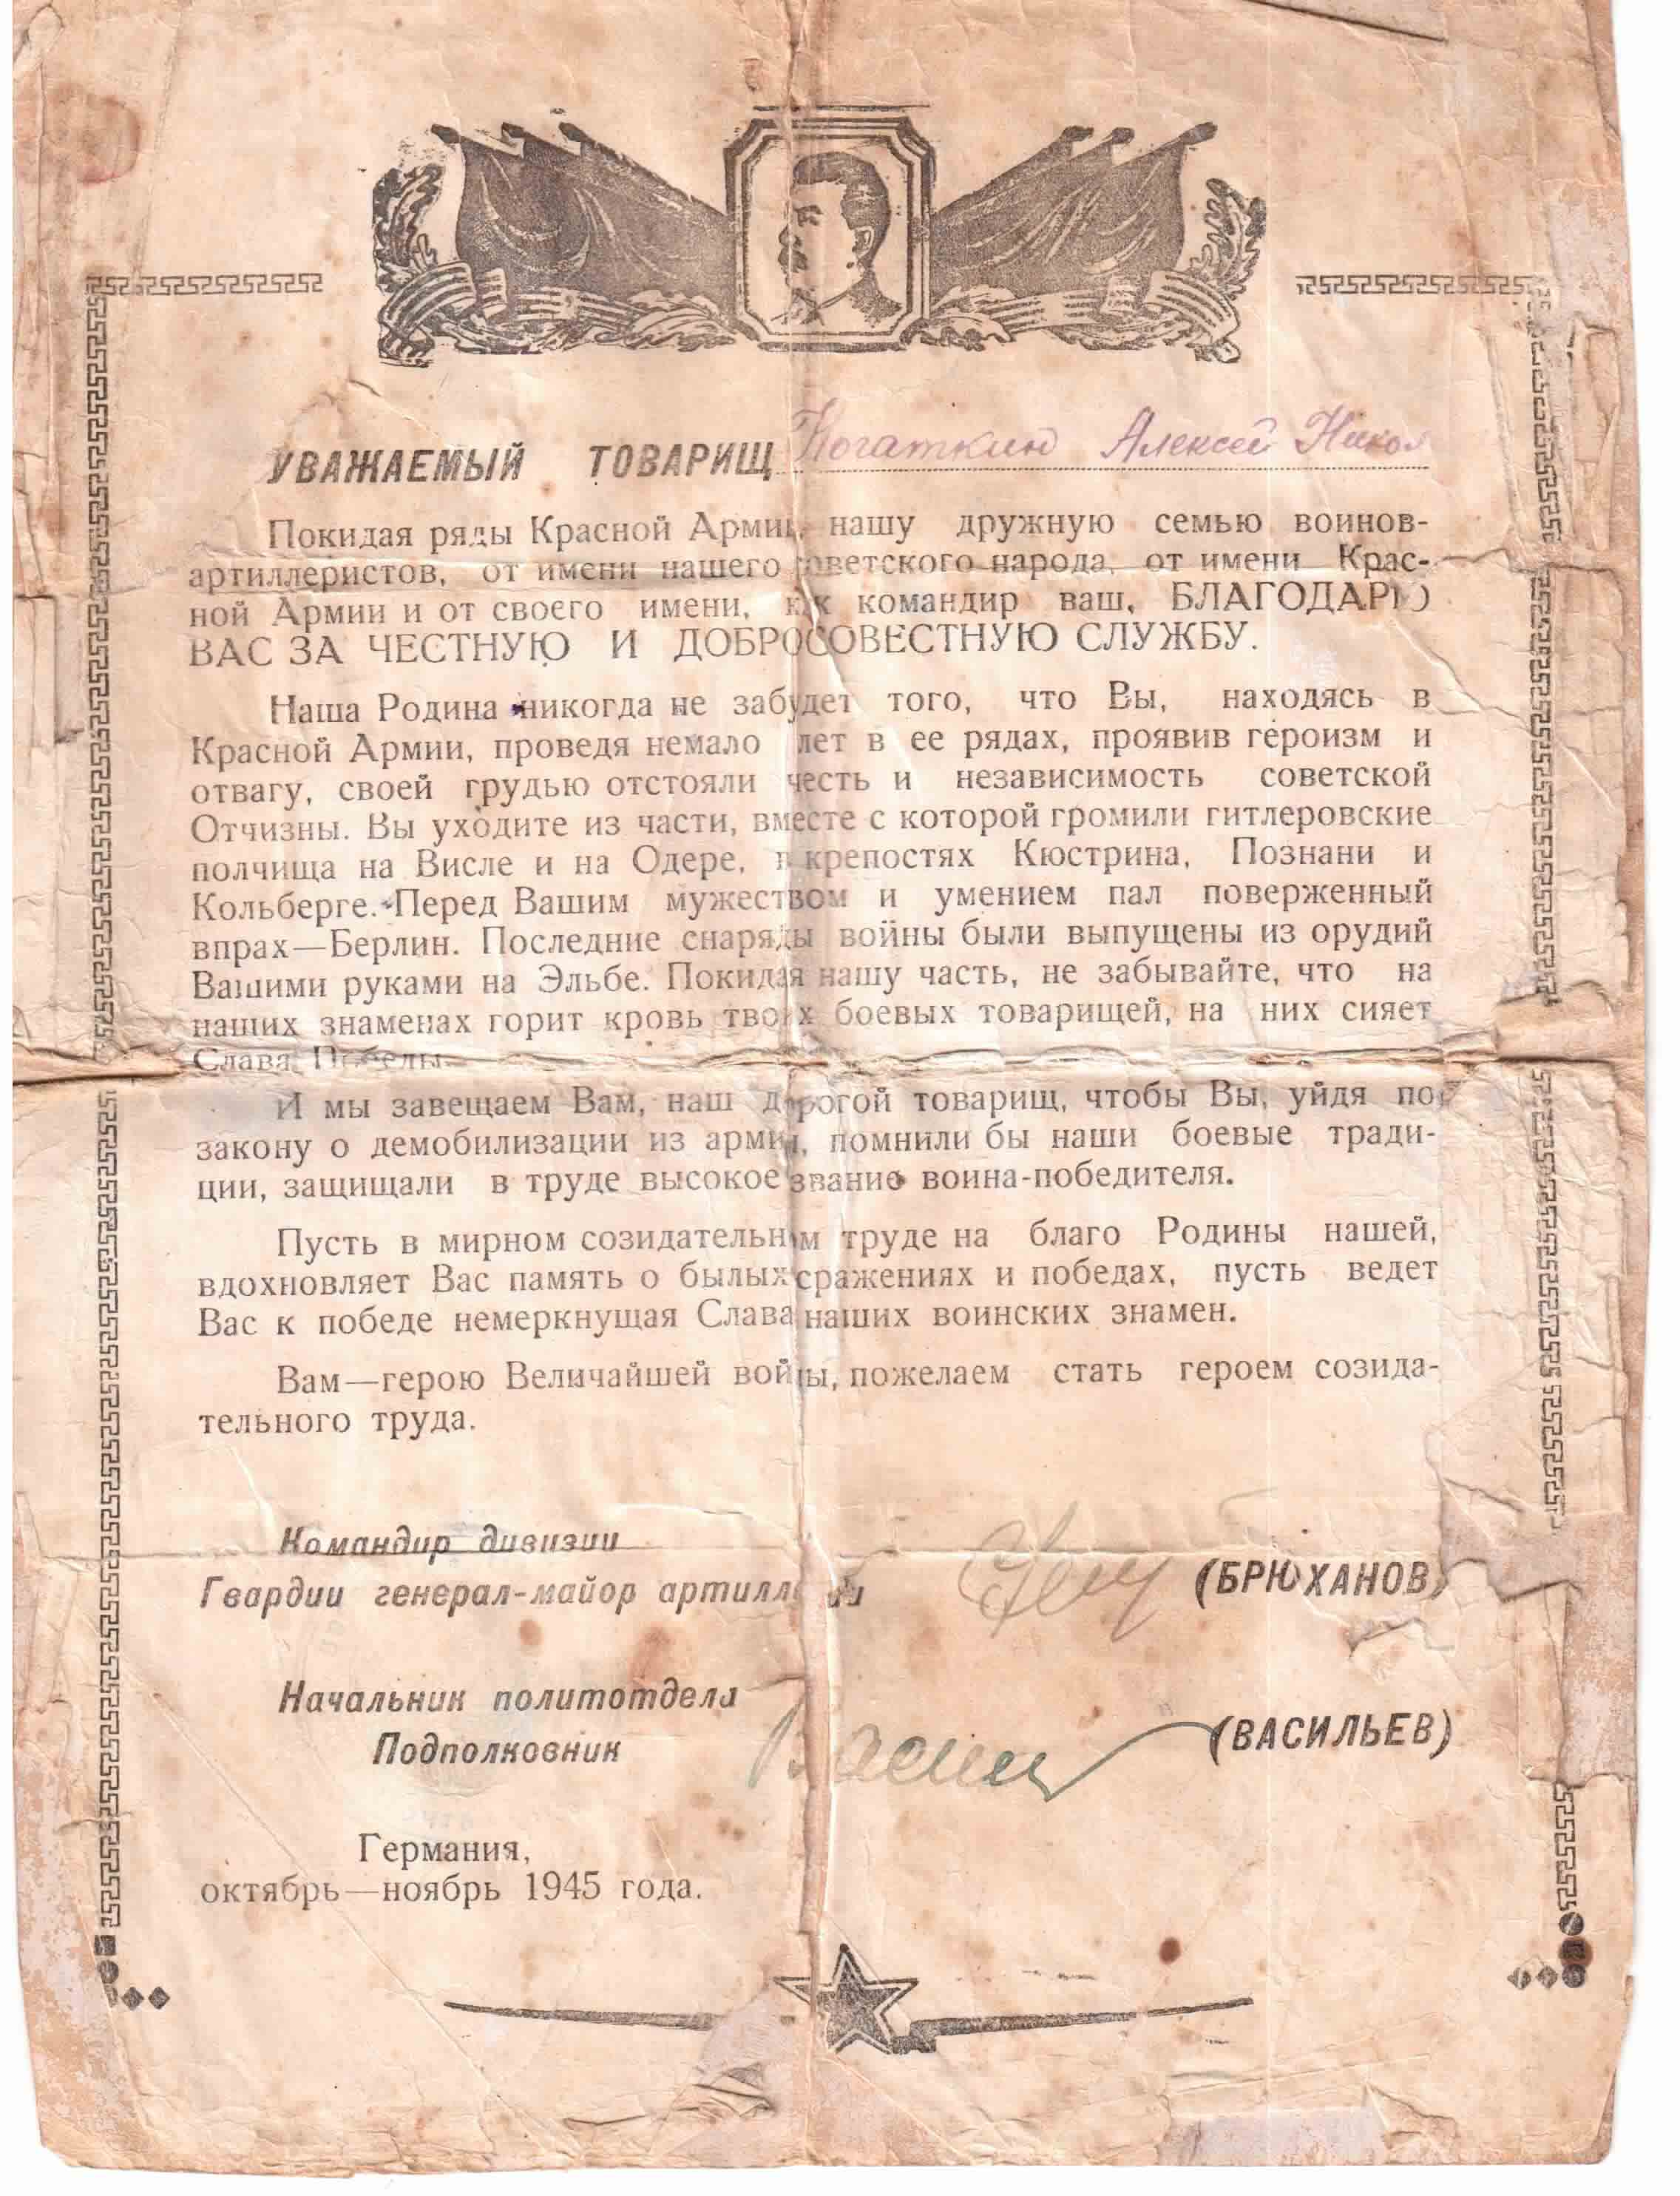 УВАЖАЕМЫЙ ТОВАРИЩ Ногаткин Алексей Никол
Покидая ряды Красной Армии, нашу дружную семью воинов-
артиллеристов, от имени нашего советского народа, от имени Крас-
ной Армии и от своего имени, как командир ваш, БЛАГОДАРЮ
ВАС ЗА ЧЕСТНУЮ И ДОБРОСОВЕСТНУЮ СЛУЖБУ.
Наша Родина никогда не забудет того, что Вы, находясь в
Красной Армии, проведя немало лет в ее рядах, проявив героизм и
отвагу, своей грудью отстояли честь и независимость советской
Отчизны. Вы уходите из части, вместе с которой громили гитлеровские
полчища на Висле и на Одере, в крепостях Кюстрина, Познани и
Кольберге. Перед Вашим мужеством и умением пал поверженный
впрах—Берлин. Последние снаряды войны были выпущены из орудий
Вашими руками на Эльбе. Покидая нашу часть, не забывайте, что на
наших знаменах горит кровь твоих боевых товарищей, на них сияет
Слава Победы.
И мы завещаем Вам, наш дорогой товарищ, чтобы Вы, уйдя по
закону о демобилизации из армии, помнили бы наши боевые тради-
ции, защищали в труде высокое звание воина-победителя.
Пусть в мирном созидательном труде на благо Родины нашей,
вдохновляет Вас память о былых сражениях и победах, пусть ведет
Вас к победе немеркнущая Слава наших воинских знамен.
Вам—герою Величайшей войны, пожелаем стать героем созида-
тельного труда.
Командир дивизии
Гвардии генерал-майор артиллерии (БРЮХАНОВ)
Начальник политотдела
Подполковник (ВАСИЛЬЕВ)
Германия,
октябрь—ноябрь 1945 года.